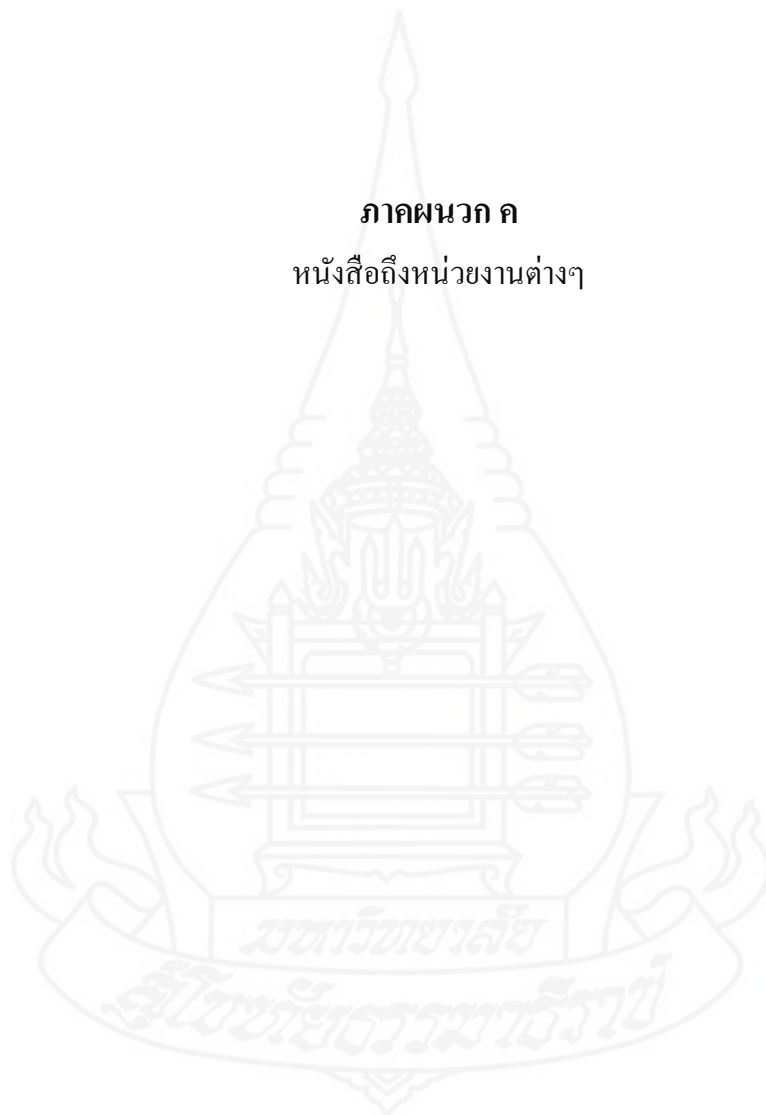 ภาคผนวก ค
หนังสือถึงหน่วยงานต่างๆ
มหาวิทยาลัย
สุโขทัยธรรมาธิราช